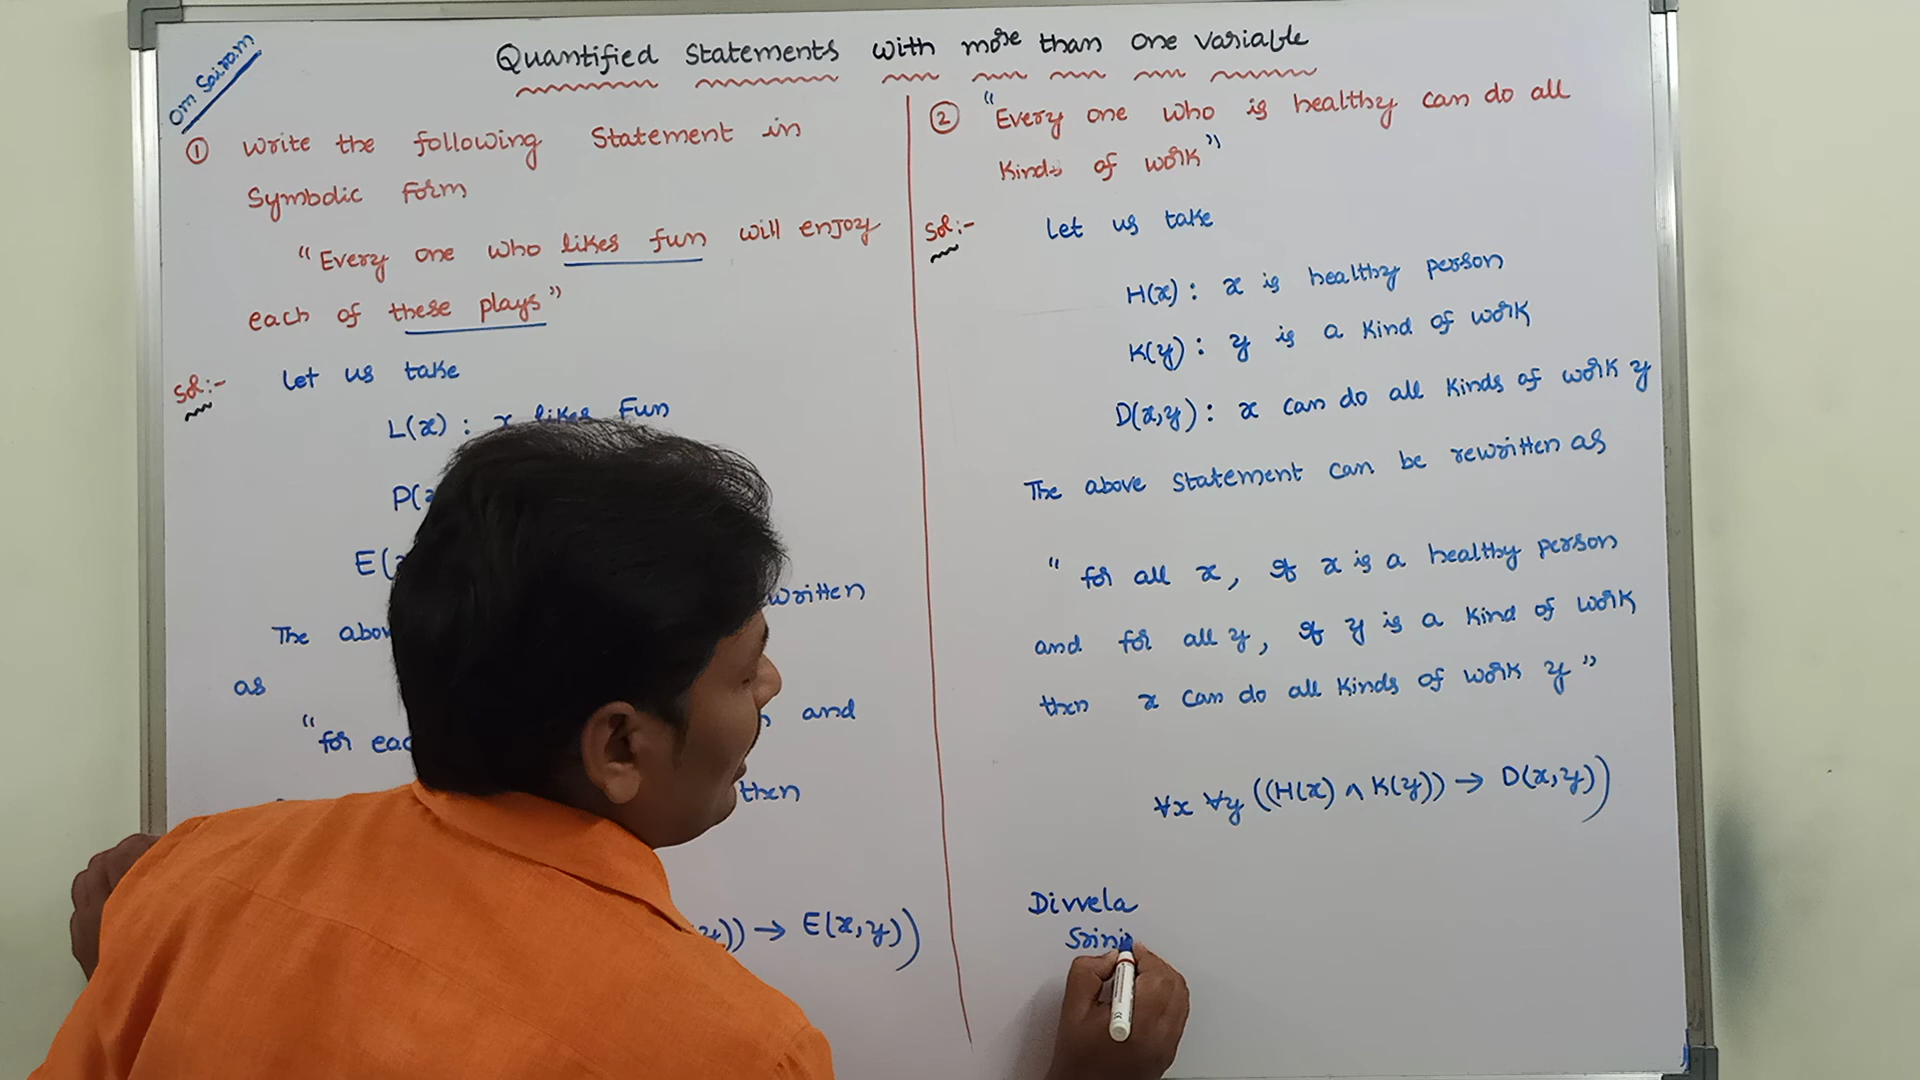 Om Sairam
Quantified Statements with more than one variable
① Write the following Statement in
Symbolic form
"Every one who likes fun will enjoy
each of these plays"
Sol:- Let us take
L(x) : x likes Fun
P(
E(
The above
written
as
"for each
and
then
)) → E(x,y))
② "Every one who is healthy can do all
Kinds of work"
Sol:- Let us take
H(x) : x is healthy person
K(y) : y is a kind of work
D(x,y) : x can do all kinds of work y
The above Statement can be rewritten as
"for all x, if x is a healthy person
and for all y, if y is a kind of work
then x can do all kinds of work y"
∀x ∀y ((H(x) ∧ K(y)) → D(x,y))
Divvela
Srini